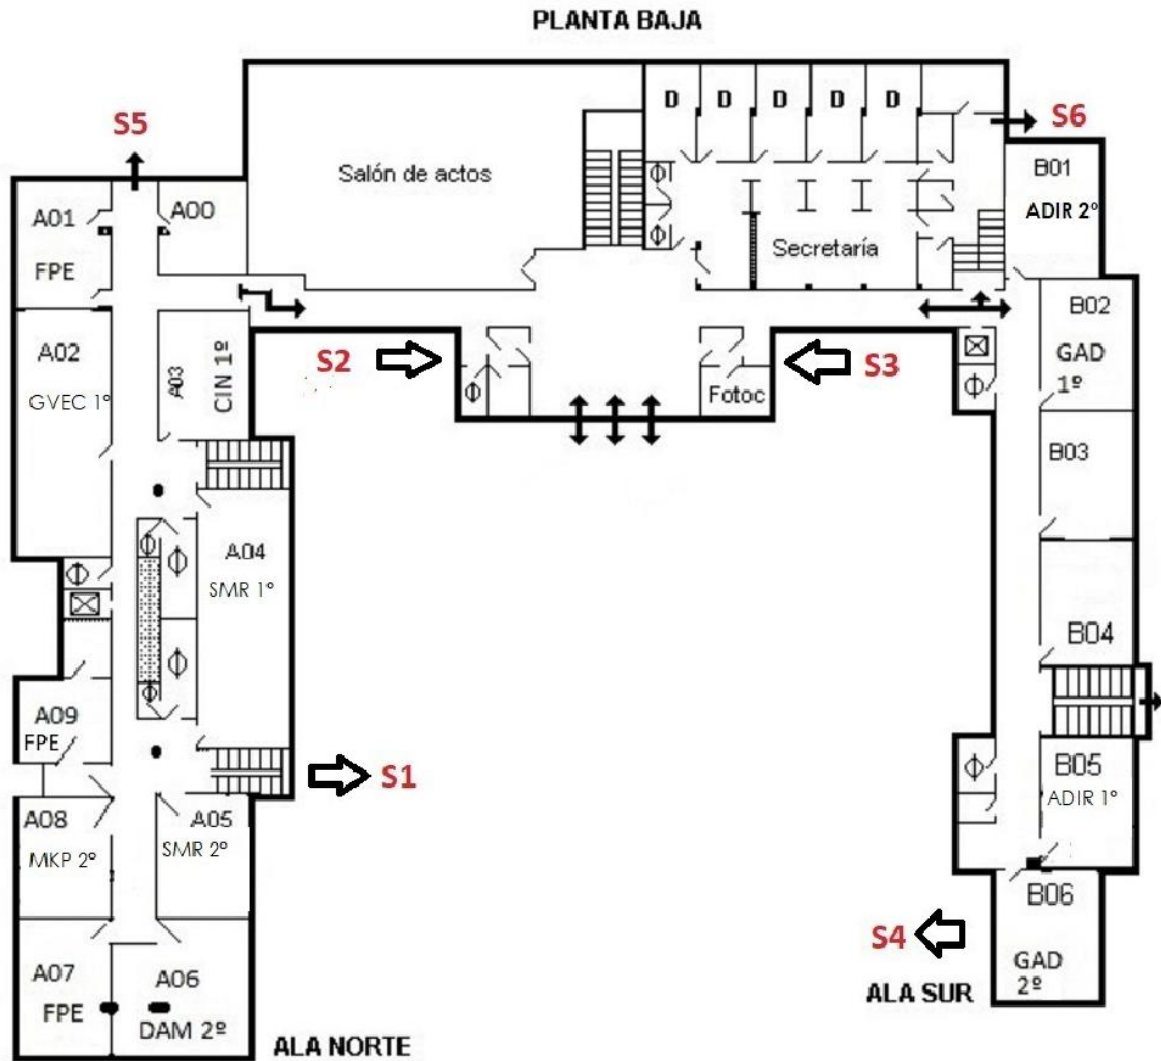 PLANTA BAJA
S5
A01
FPE
A00
Salón de actos
D D D D D
Secretaría
S6
B01
ADIR 2º
A02
GVEC 1º
A03
CIN 1º
S2
S3
Fotoc
B02
GAD
1º
B03
A04
SMR 1º
B04
A09
FPE
S1
A08
MKP 2º
A05
SMR 2º
B05
ADIR 1º
A07
FPE
A06
DAM 2º
B06
GAD
2º
S4
ALA SUR
ALA NORTE